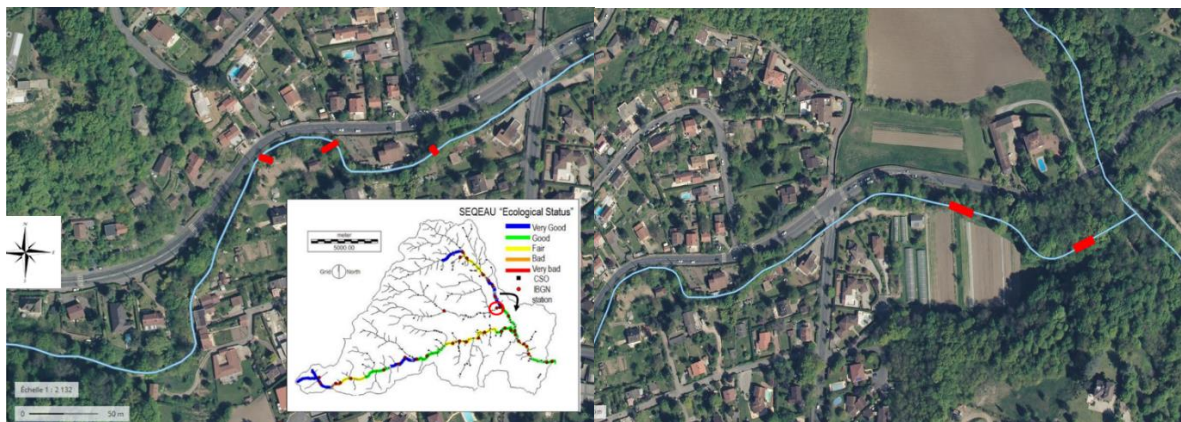 SEQEAU "Ecological Status"
Very Good
Good
Fair
Bad
Very bad
CSO
IBGN
station
meter
5000.00
Grid North
Échelle 1 : 2 132
0 50 m